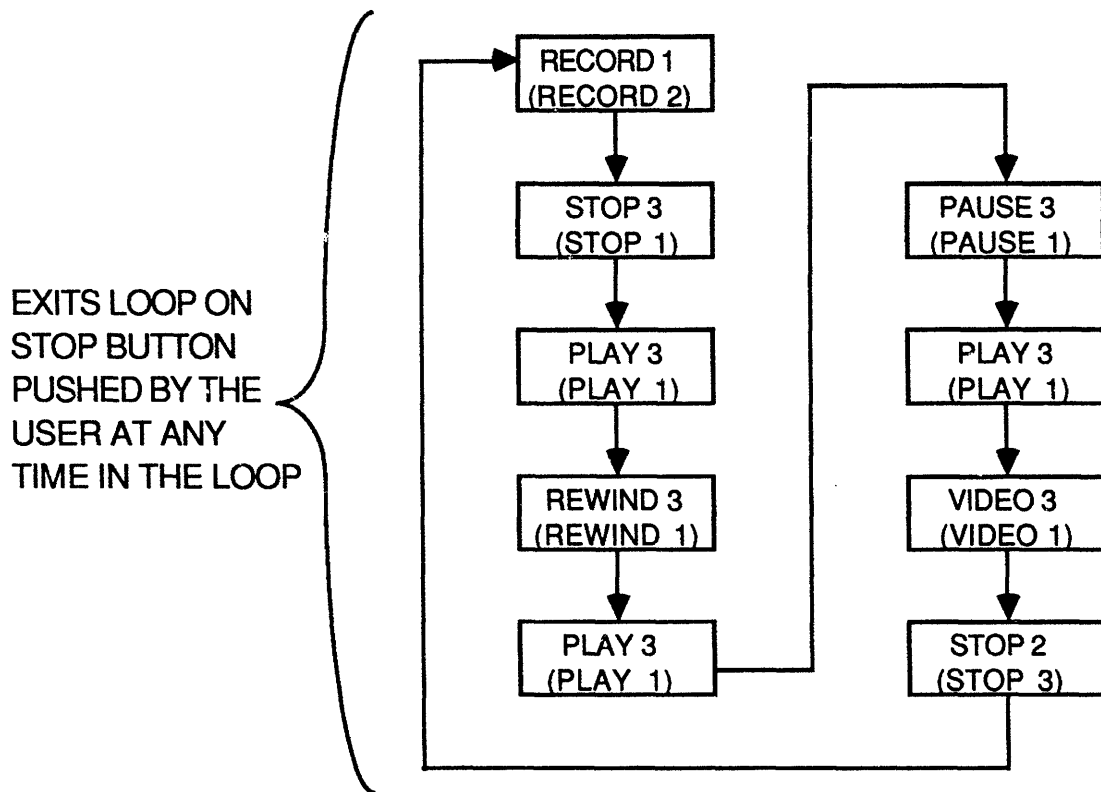 EXITS LOOP ON
STOP BUTTON
PUSHED BY THE
USER AT ANY
TIME IN THE LOOP
RECORD 1
(RECORD 2)
STOP 3
(STOP 1)
PLAY 3
(PLAY 1)
REWIND 3
(REWIND 1)
PLAY 3
(PLAY 1)
PAUSE 3
(PAUSE 1)
PLAY 3
(PLAY 1)
VIDEO 3
(VIDEO 1)
STOP 2
(STOP 3)